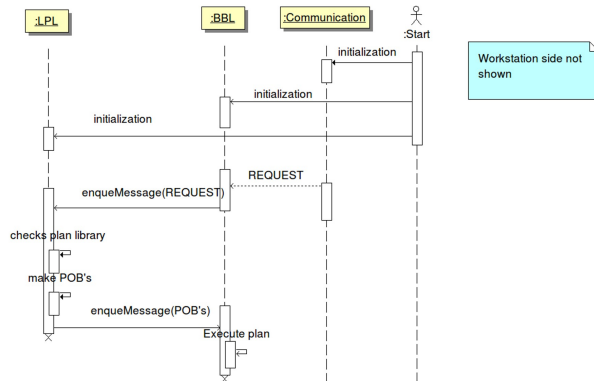 :LPL
:BBL
:Communication
:Start
initialization
Workstation side not
shown
initialization
initialization
REQUEST
enqueMessage(REQUEST)
checks plan library
make POB's
enqueMessage(POB's)
Execute plan